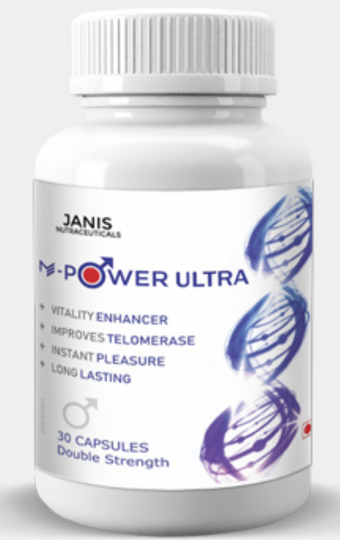 JANIS
NUTRACEUTICALS
M-POWER ULTRA
+ VITALITY ENHANCER
+ IMPROVES TELOMERASE
+ INSTANT PLEASURE
+ LONG LASTING
30 CAPSULES
Double Strength